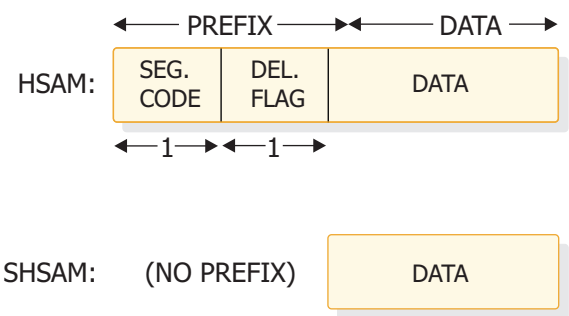 PREFIX DATA
HSAM: SEG. CODE DEL. FLAG DATA
1 1
SHSAM: (NO PREFIX) DATA